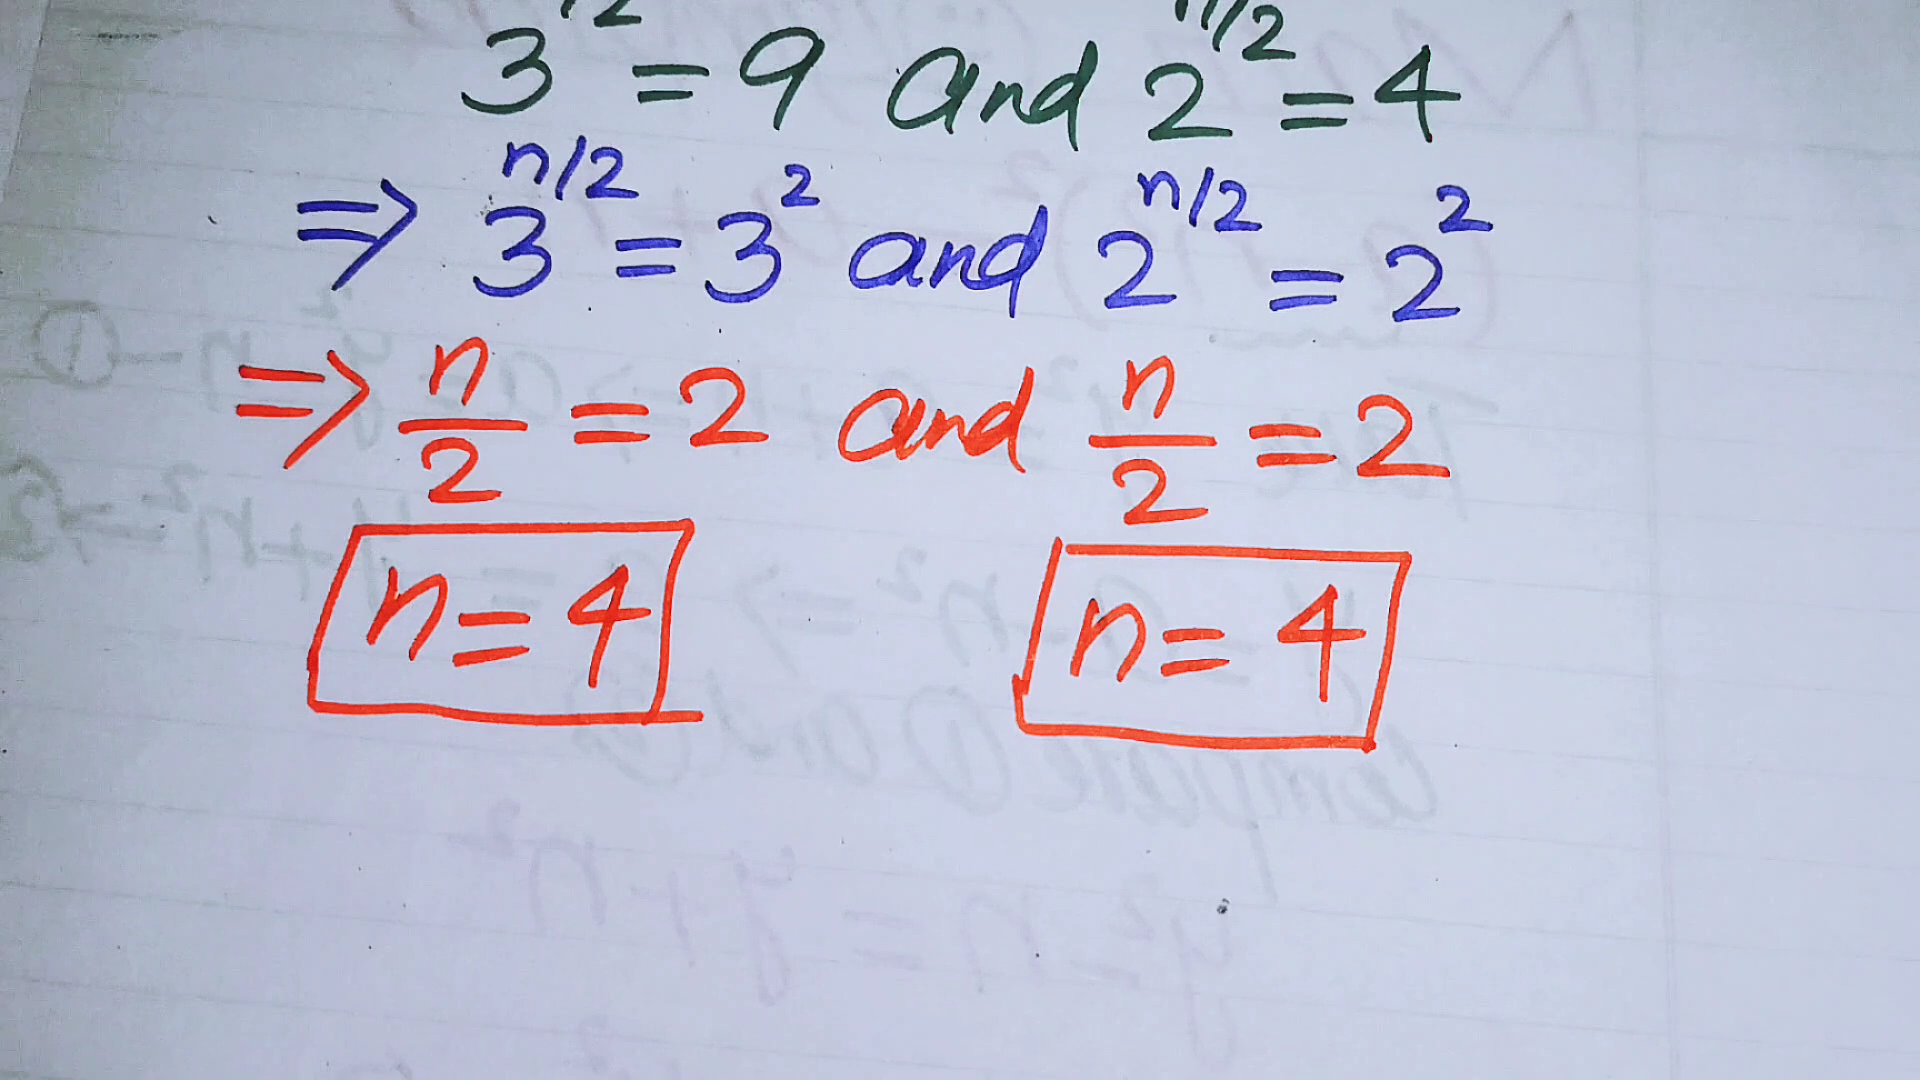 3^{n/2} = 9 and 2^{n/2} = 4
⇒ 3^{n/2} = 3^2 and 2^{n/2} = 2^2
⇒ n/2 = 2 and n/2 = 2
n = 4 n = 4